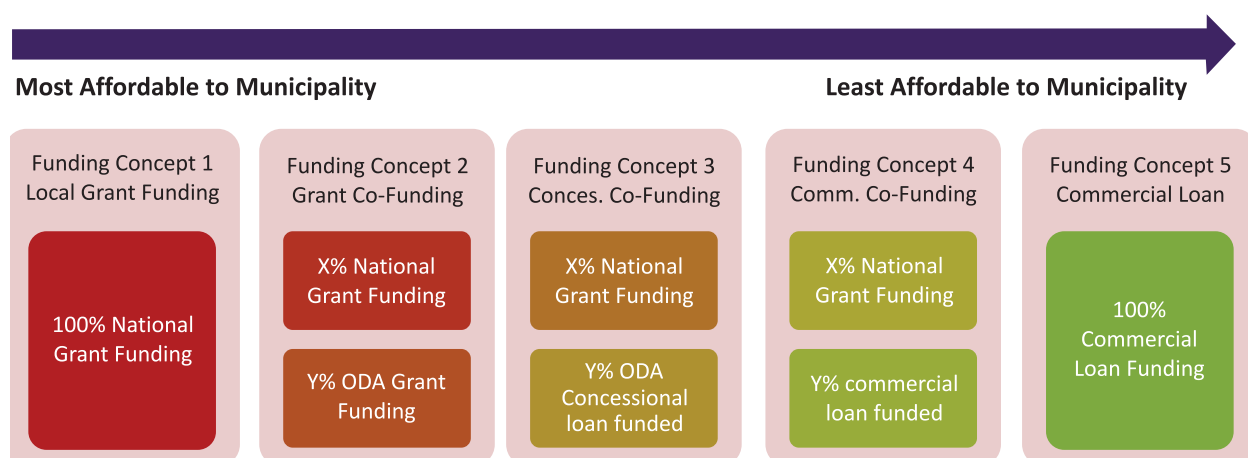 Most Affordable to Municipality
Least Affordable to Municipality
Funding Concept 1
Local Grant Funding
100% National
Grant Funding
Funding Concept 2
Grant Co-Funding
X% National
Grant Funding
Y% ODA Grant
Funding
Funding Concept 3
Conces. Co-Funding
X% National
Grant Funding
Y% ODA
Concessional
loan funded
Funding Concept 4
Comm. Co-Funding
X% National
Grant Funding
Y% commercial
loan funded
Funding Concept 5
Commercial Loan
100%
Commercial
Loan Funding